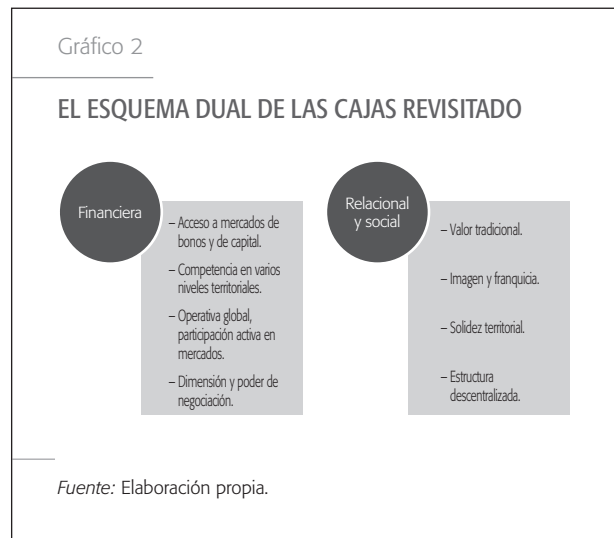 Gráfico 2
EL ESQUEMA DUAL DE LAS CAJAS REVISITADO
Financiera
– Acceso a mercados de
bonos y de capital.
– Competencia en varios
niveles territoriales.
– Operativa global,
participación activa en
mercados.
– Dimensión y poder de
negociación.
Relacional
y social
– Valor tradicional.
– Imagen y franquicia.
– Solidez territorial.
– Estructura
descentralizada.
Fuente: Elaboración propia.